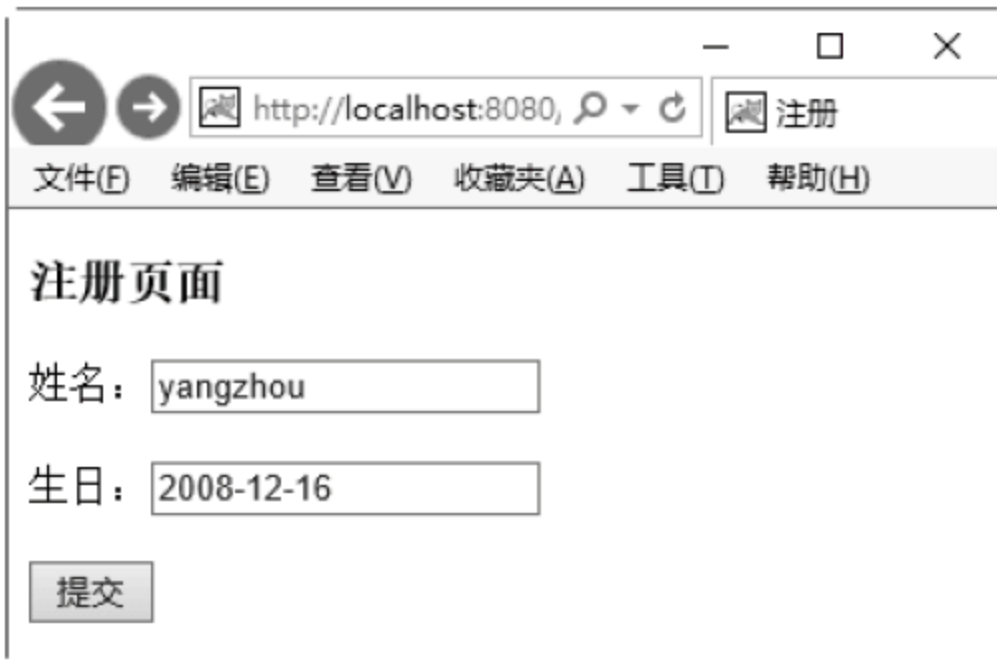 http://localhost:8080/ 注册
文件(F) 编辑(E) 查看(V) 收藏夹(A) 工具(T) 帮助(H)
注册页面
姓名：yangzhou
生日：2008-12-16
提交